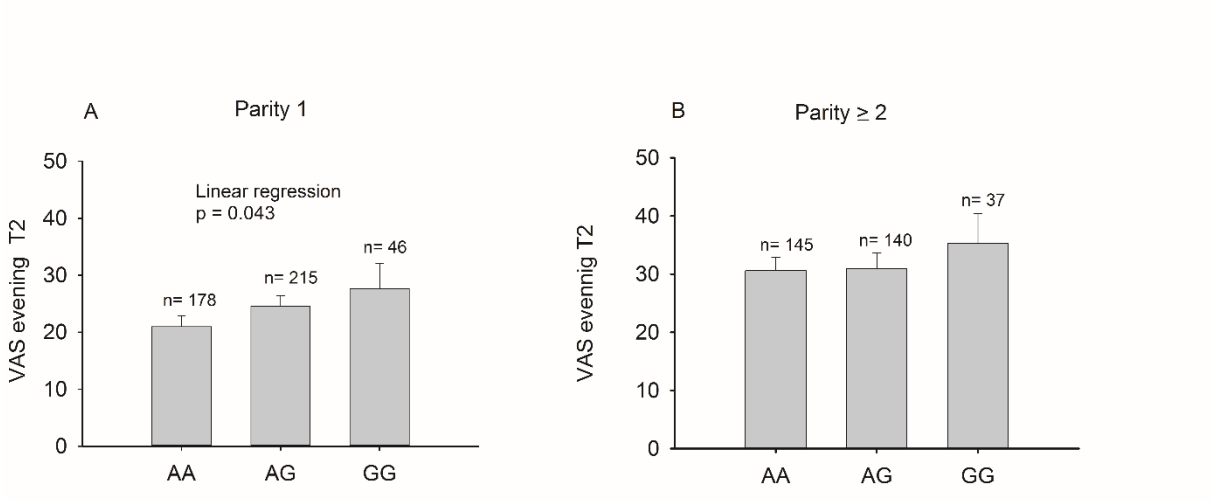 A
Parity 1
Linear regression
p = 0.043
VAS evening T2
50
40
30
20
10
0
n= 178
n= 215
n= 46
AA
AG
GG
B
Parity ≥ 2
VAS evennig T2
50
40
30
20
10
0
n= 145
n= 140
n= 37
AA
AG
GG